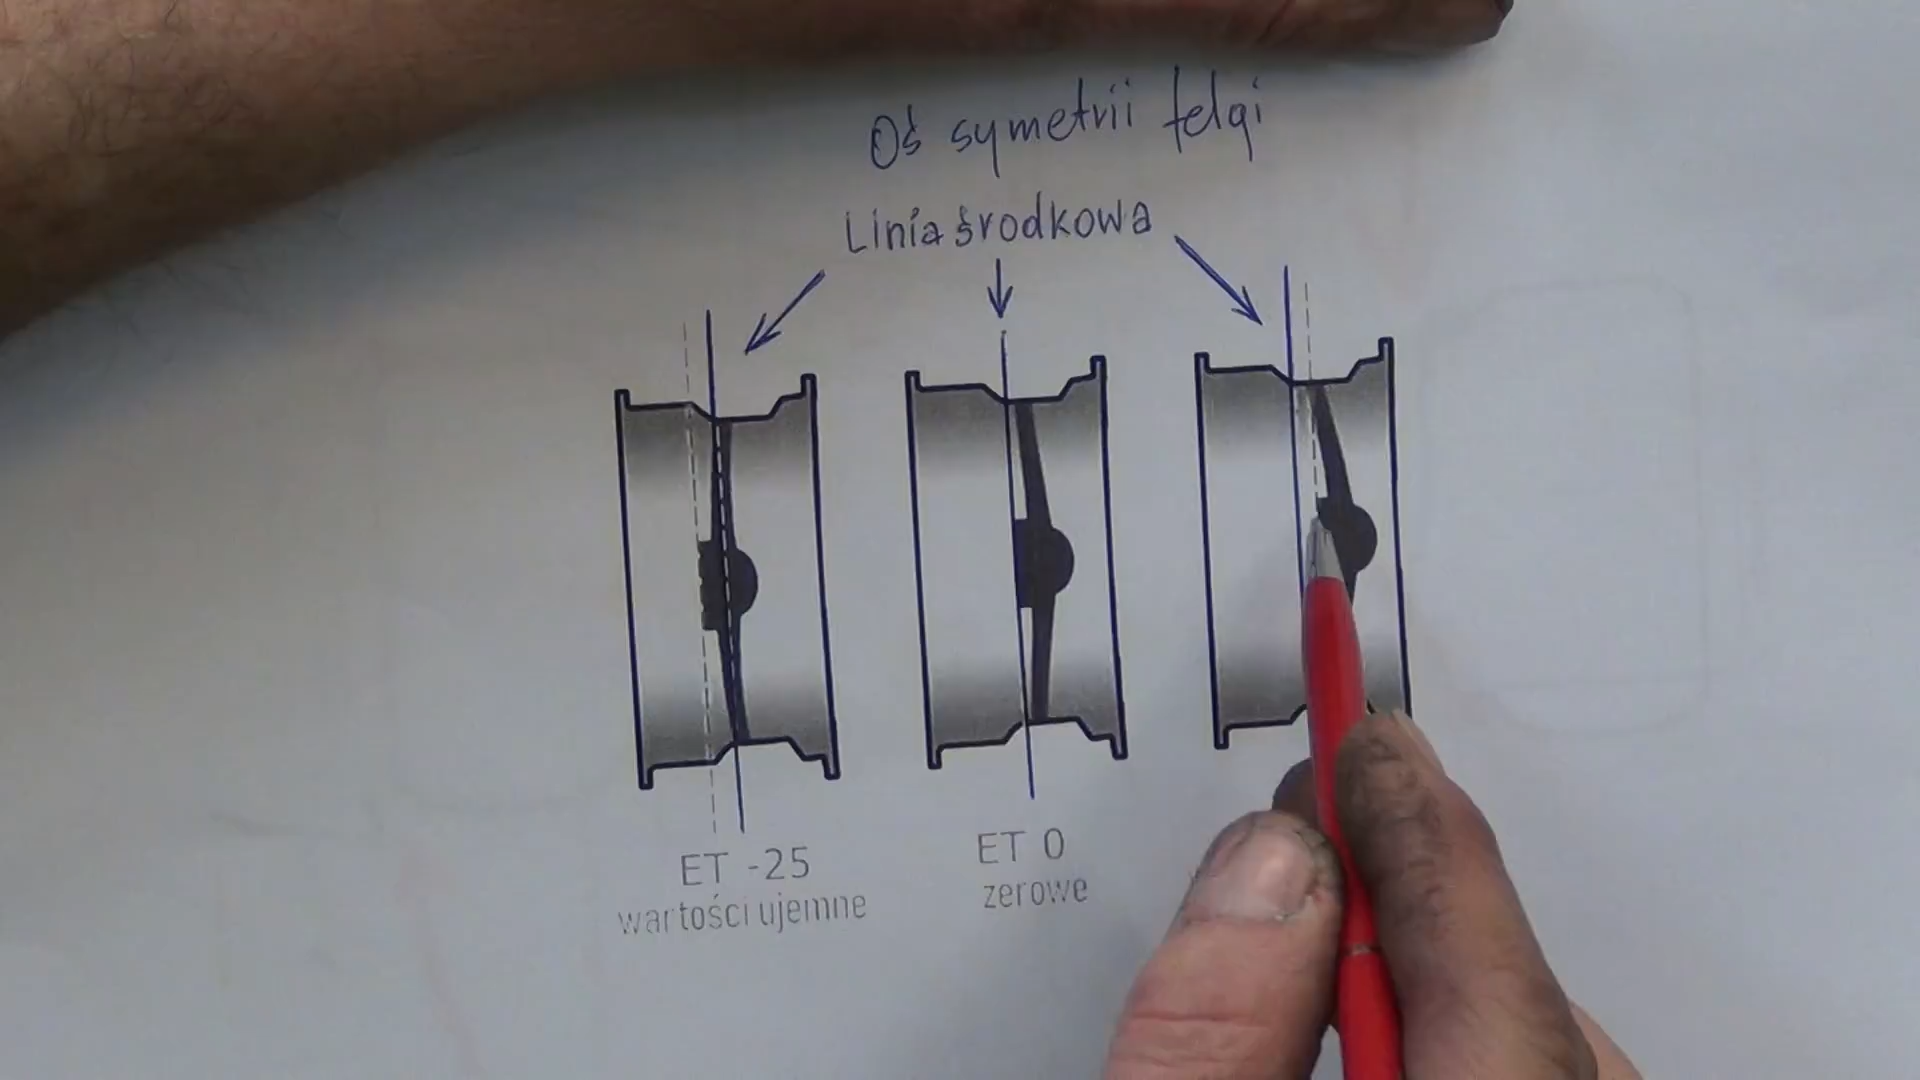 Oś symetrii felgi
Linia środkowa
ET -25
wartości ujemne
ET 0
zerowe